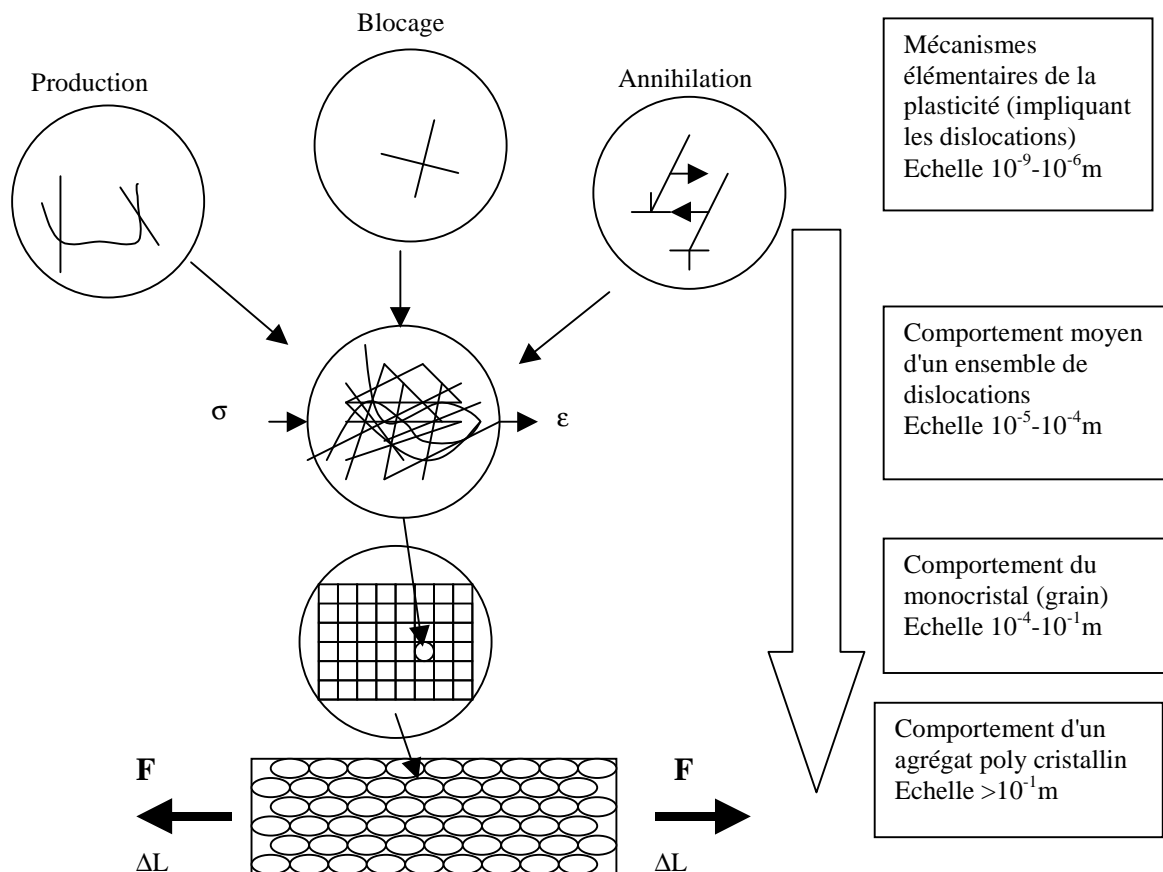 Blocage
Production
Annihilation
Mécanismes
élémentaires de la
plasticité (impliquant
les dislocations)
Echelle 10⁻⁹-10⁻⁶m
σ
ε
Comportement moyen
d'un ensemble de
dislocations
Echelle 10⁻⁵-10⁻⁴m
Comportement du
monocristal (grain)
Echelle 10⁻⁴-10⁻¹m
Comportement d'un
agrégat poly cristallin
Echelle >10⁻¹m
F
F
ΔL
ΔL